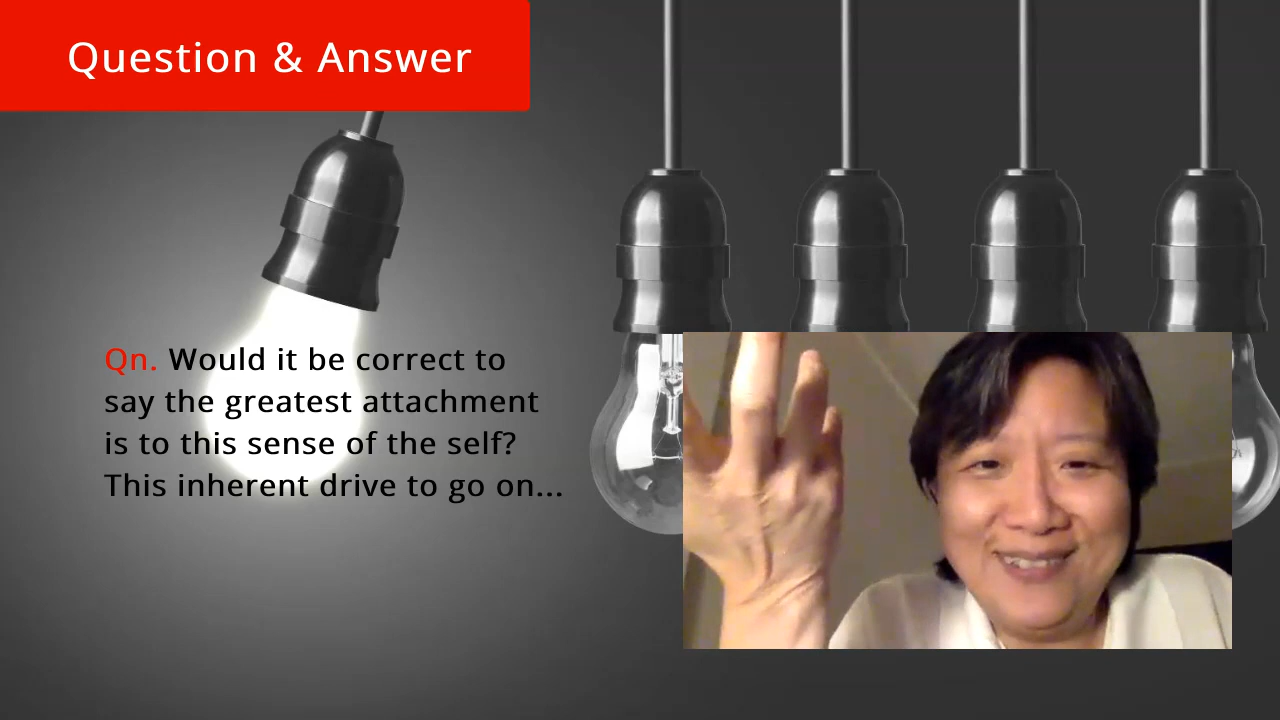 Question & Answer
Qn. Would it be correct to
say the greatest attachment
is to this sense of the self?
This inherent drive to go on...